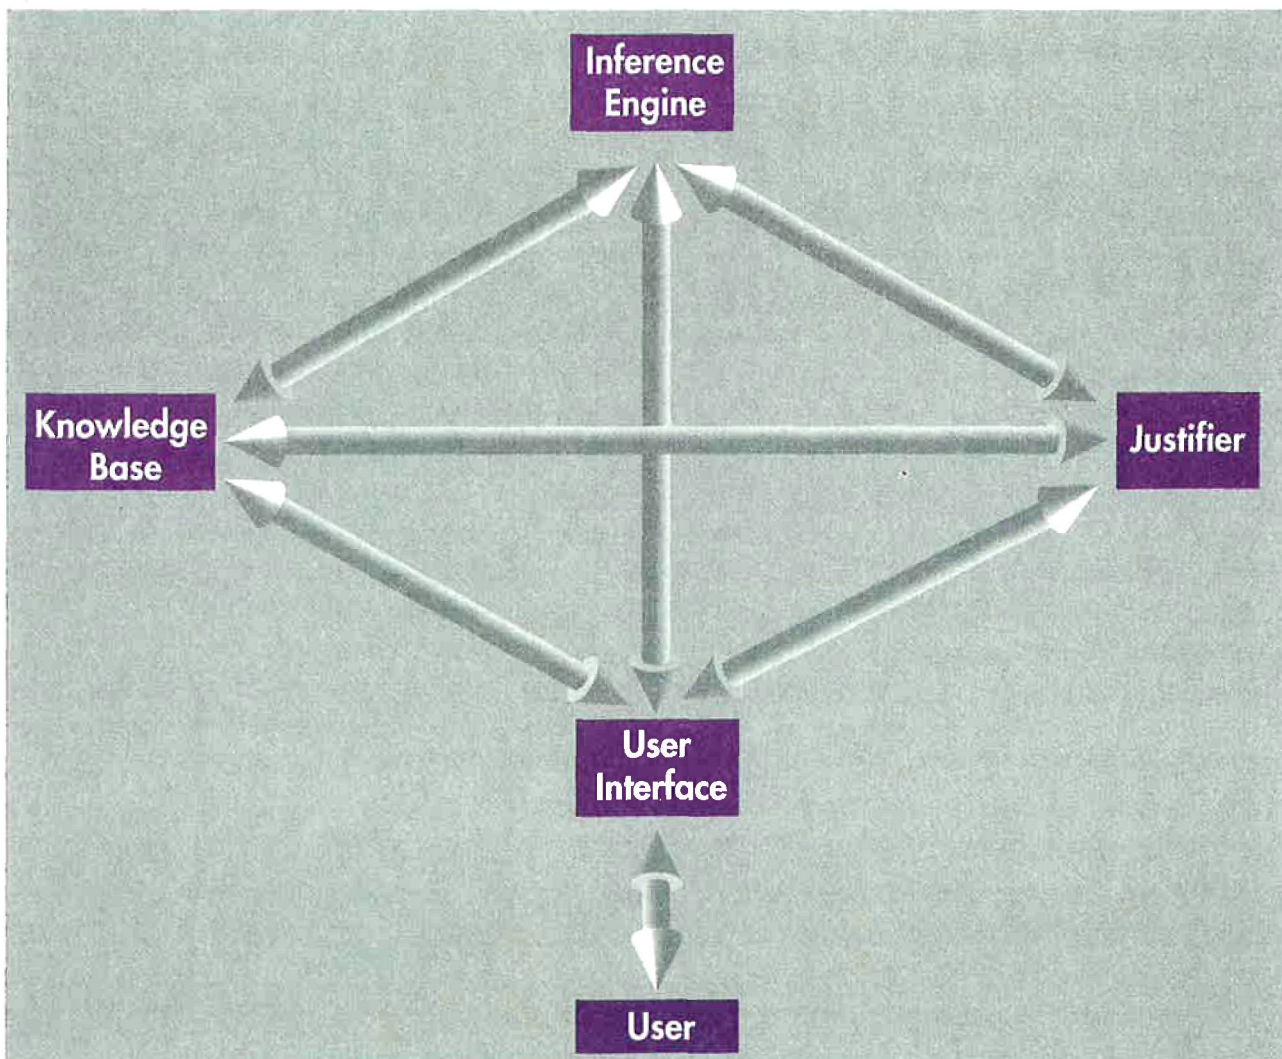 Inference
Engine
Knowledge
Base
Justifier
User
Interface
User